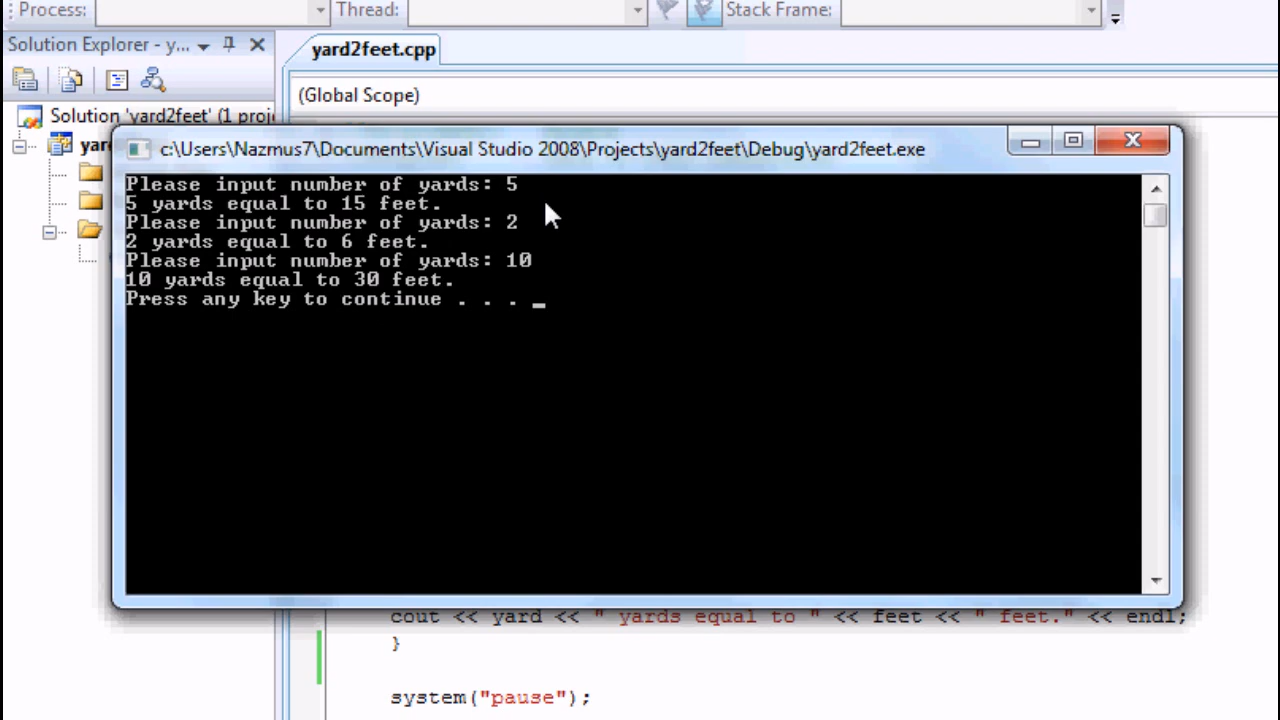 Process:
Thread:
Stack Frame:
Solution Explorer - y...
yard2feet.cpp
(Global Scope)
Solution 'yard2feet' (1 proj
c:\Users\Nazmus7\Documents\Visual Studio 2008\Projects\yard2feet\Debug\yard2feet.exe
Please input number of yards: 5
5 yards equal to 15 feet.
Please input number of yards: 2
2 yards equal to 6 feet.
Please input number of yards: 10
10 yards equal to 30 feet.
Press any key to continue . . . _
cout << yard << " yards equal to " << feet << " feet." << endl;
}
system("pause");